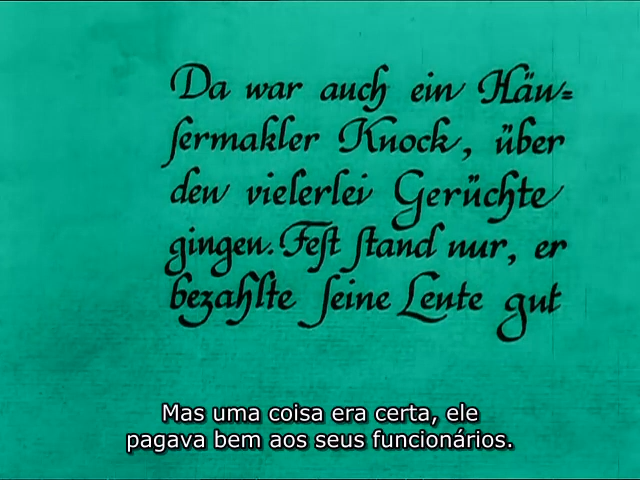 Da war auch ein Häu=
sermakler Knock, über
den vielerlei Gerüchte
gingen. Fest stand nur, er
bezahlte seine Leute gut
Mas uma coisa era certa, ele
pagava bem aos seus funcionários.